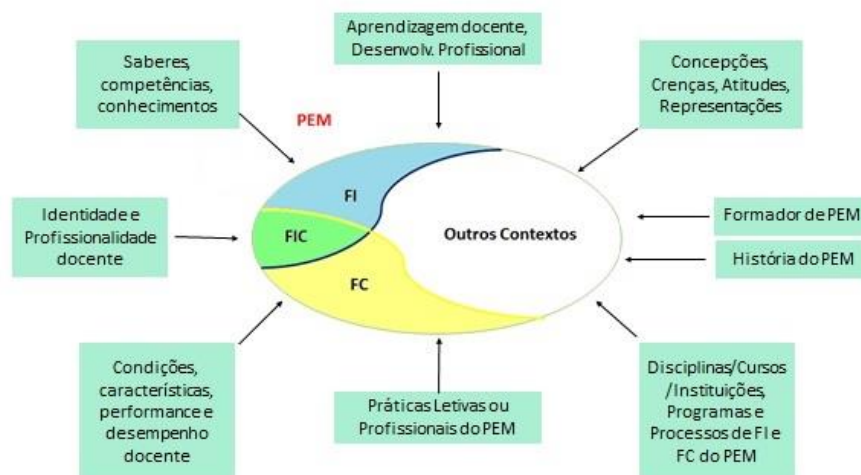 Aprendizagem docente,
Desenvolv. Profissional
Saberes,
competências,
conhecimentos
Concepções,
Crenças, Atitudes,
Representações
PEM
FI
Identidade e
Profissionalidade
docente
FIC
Outros Contextos
Formador de PEM
História do PEM
FC
Condições,
características,
performance e
desempenho
docente
Práticas Letivas ou
Profissionais do PEM
Disciplinas/Cursos
/Instituições,
Programas e
Processos de FI e
FC do PEM